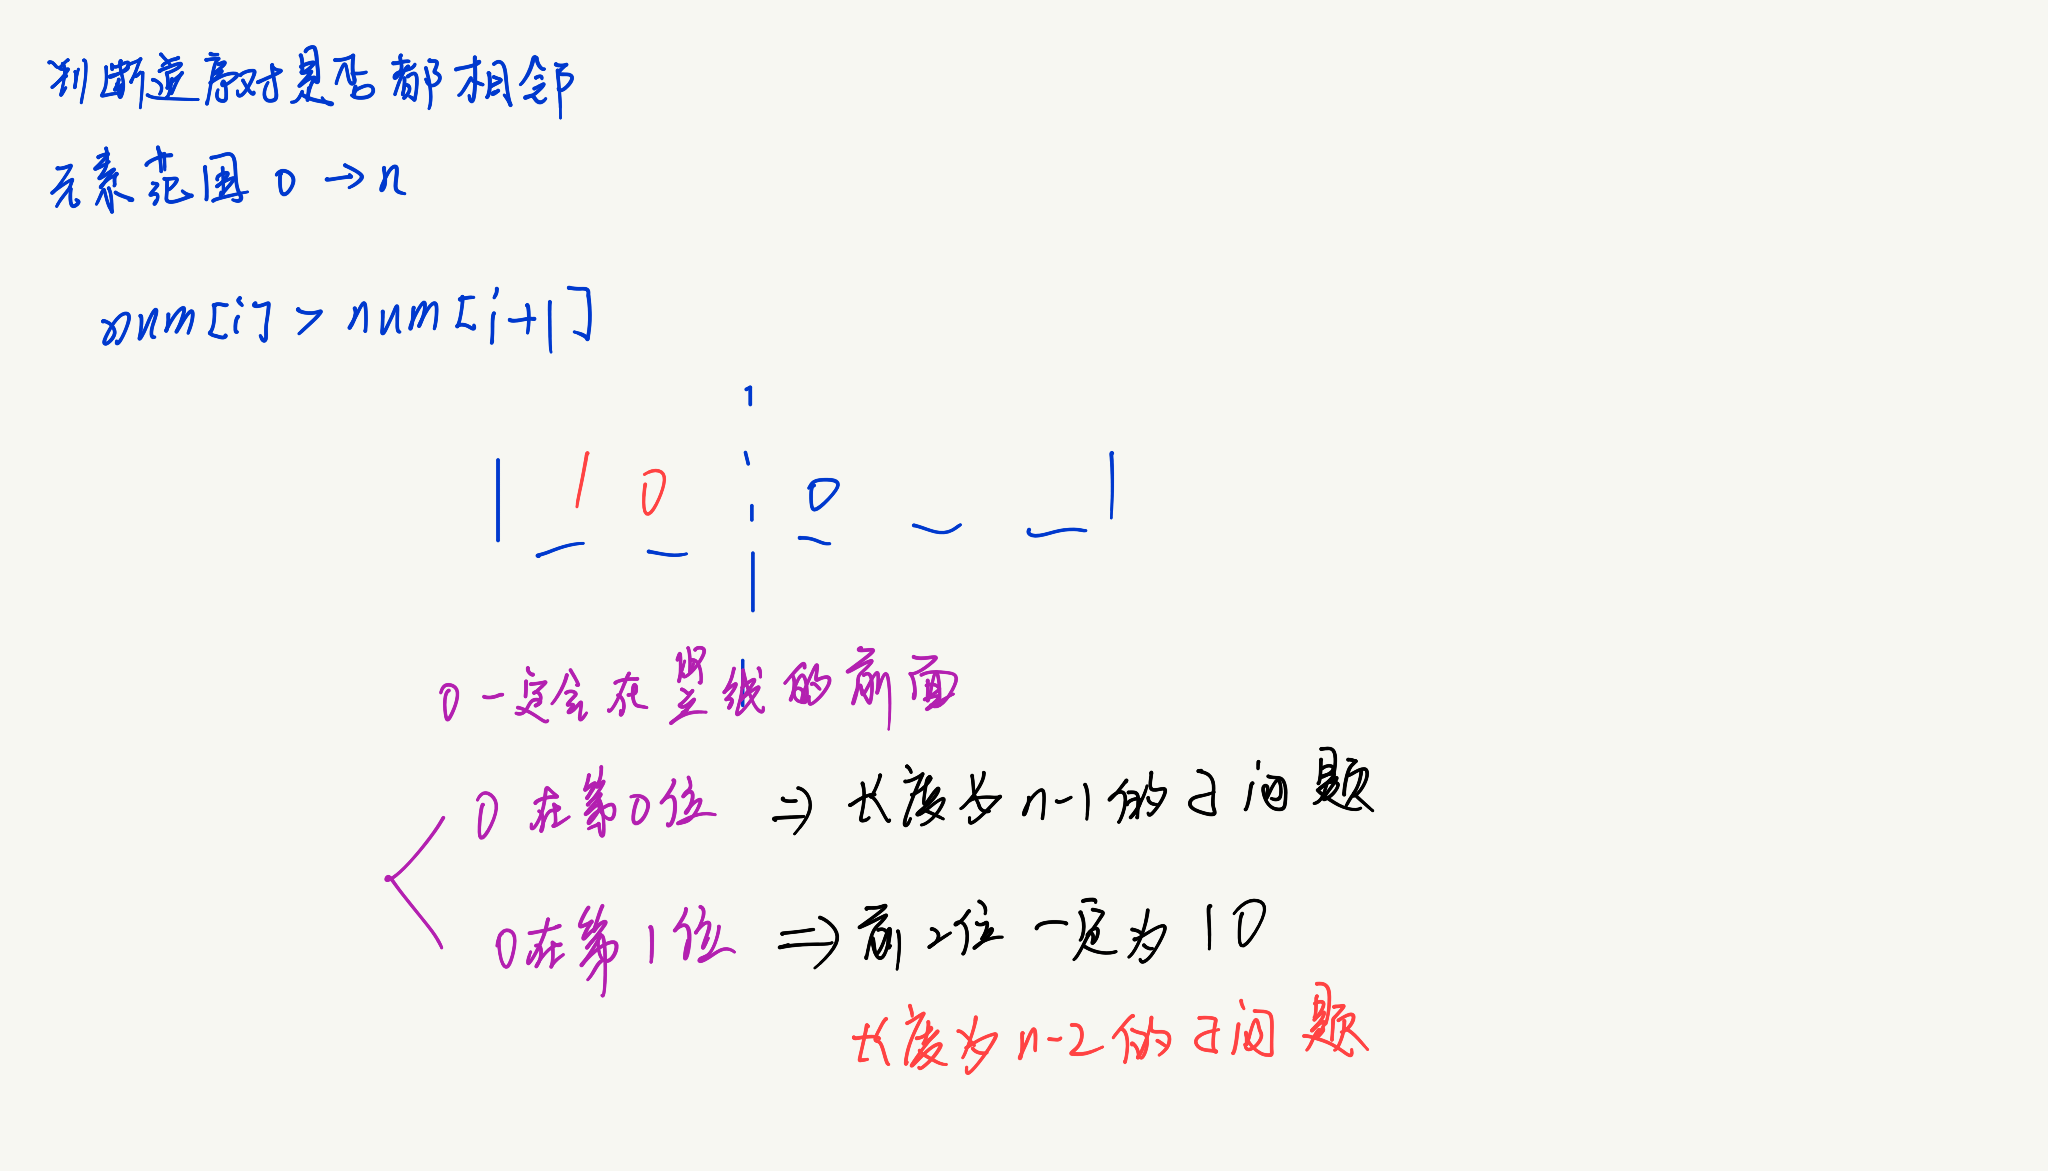 判断逆序对是否都相邻
元素范围 0 → n
num[i] > num[i+1]
1 0 0
0 一定会在竖线的前面
0 在第0位 ⇒ 长度为 n-1 的子问题
0在第1位 ⇒ 前2位一定为 10
长度为 n-2 的子问题